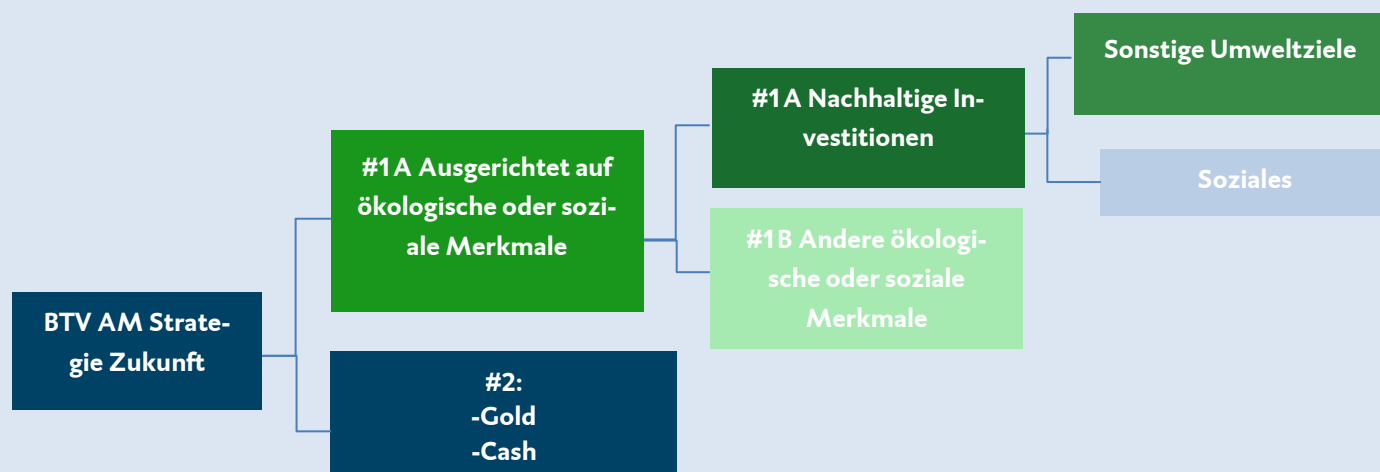 Sonstige Umweltziele
#1A Nachhaltige In-
vestitionen
Soziales
#1A Ausgerichtet auf
ökologische oder sozi-
ale Merkmale
#1B Andere ökologi-
sche oder soziale
Merkmale
BTV AM Strate-
gie Zukunft
#2:
-Gold
-Cash